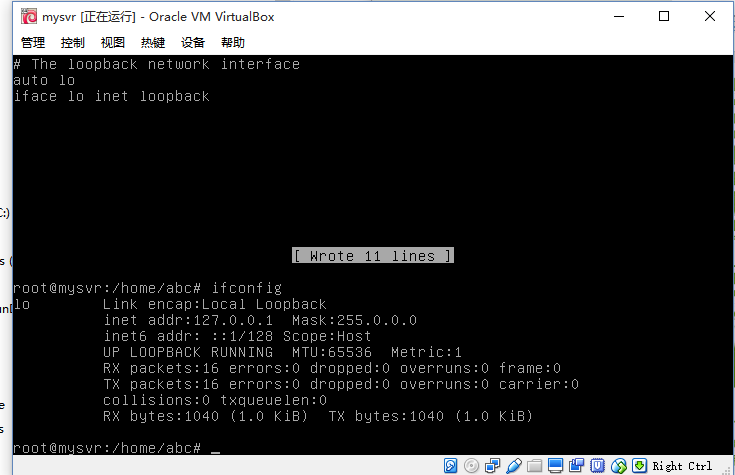 mysvr [正在运行] - Oracle VM VirtualBox
管理 控制 视图 热键 设备 帮助
# The loopback network interface
auto lo
iface lo inet loopback
[ Wrote 11 lines ]
root@mysvr:/home/abc# ifconfig
lo Link encap:Local Loopback
inet addr:127.0.0.1 Mask:255.0.0.0
inet6 addr: ::1/128 Scope:Host
UP LOOPBACK RUNNING MTU:65536 Metric:1
RX packets:16 errors:0 dropped:0 overruns:0 frame:0
TX packets:16 errors:0 dropped:0 overruns:0 carrier:0
collisions:0 txqueuelen:0
RX bytes:1040 (1.0 KiB) TX bytes:1040 (1.0 KiB)
root@mysvr:/home/abc# _
Right Ctrl